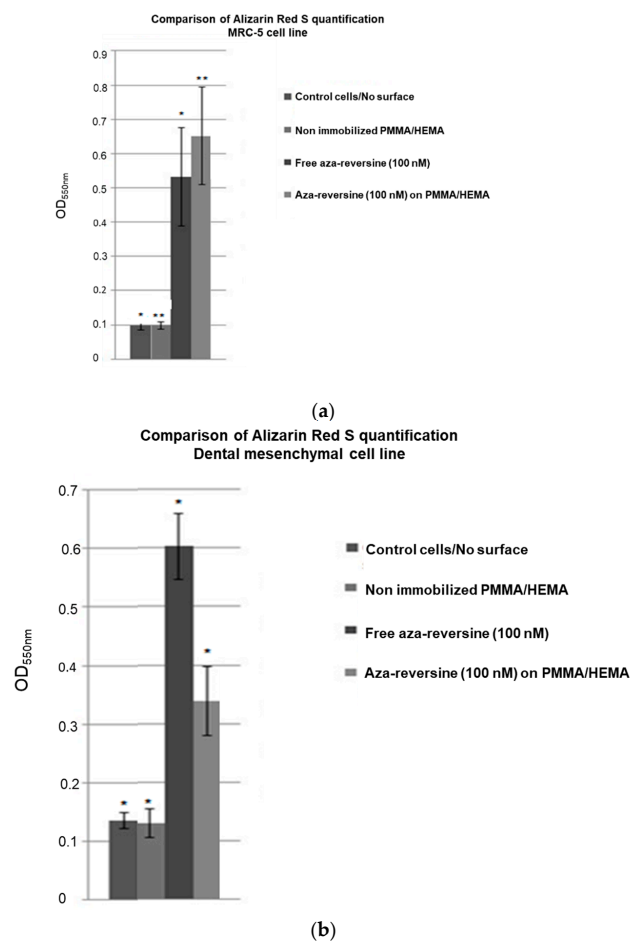 Comparison of Alizarin Red S quantification
MRC-5 cell line
0.9
0.8
0.7
0.6
0.5
0.4
0.3
0.2
0.1
0
OD550nm
*
**
*
**
Control cells/No surface
Non immobilized PMMA/HEMA
Free aza-reversine (100 nM)
Aza-reversine (100 nM) on PMMA/HEMA
(a)
Comparison of Alizarin Red S quantification
Dental mesenchymal cell line
0.7
0.6
0.5
0.4
0.3
0.2
0.1
0
OD550nm
*
*
*
*
Control cells/No surface
Non immobilized PMMA/HEMA
Free aza-reversine (100 nM)
Aza-reversine (100 nM) on PMMA/HEMA
(b)